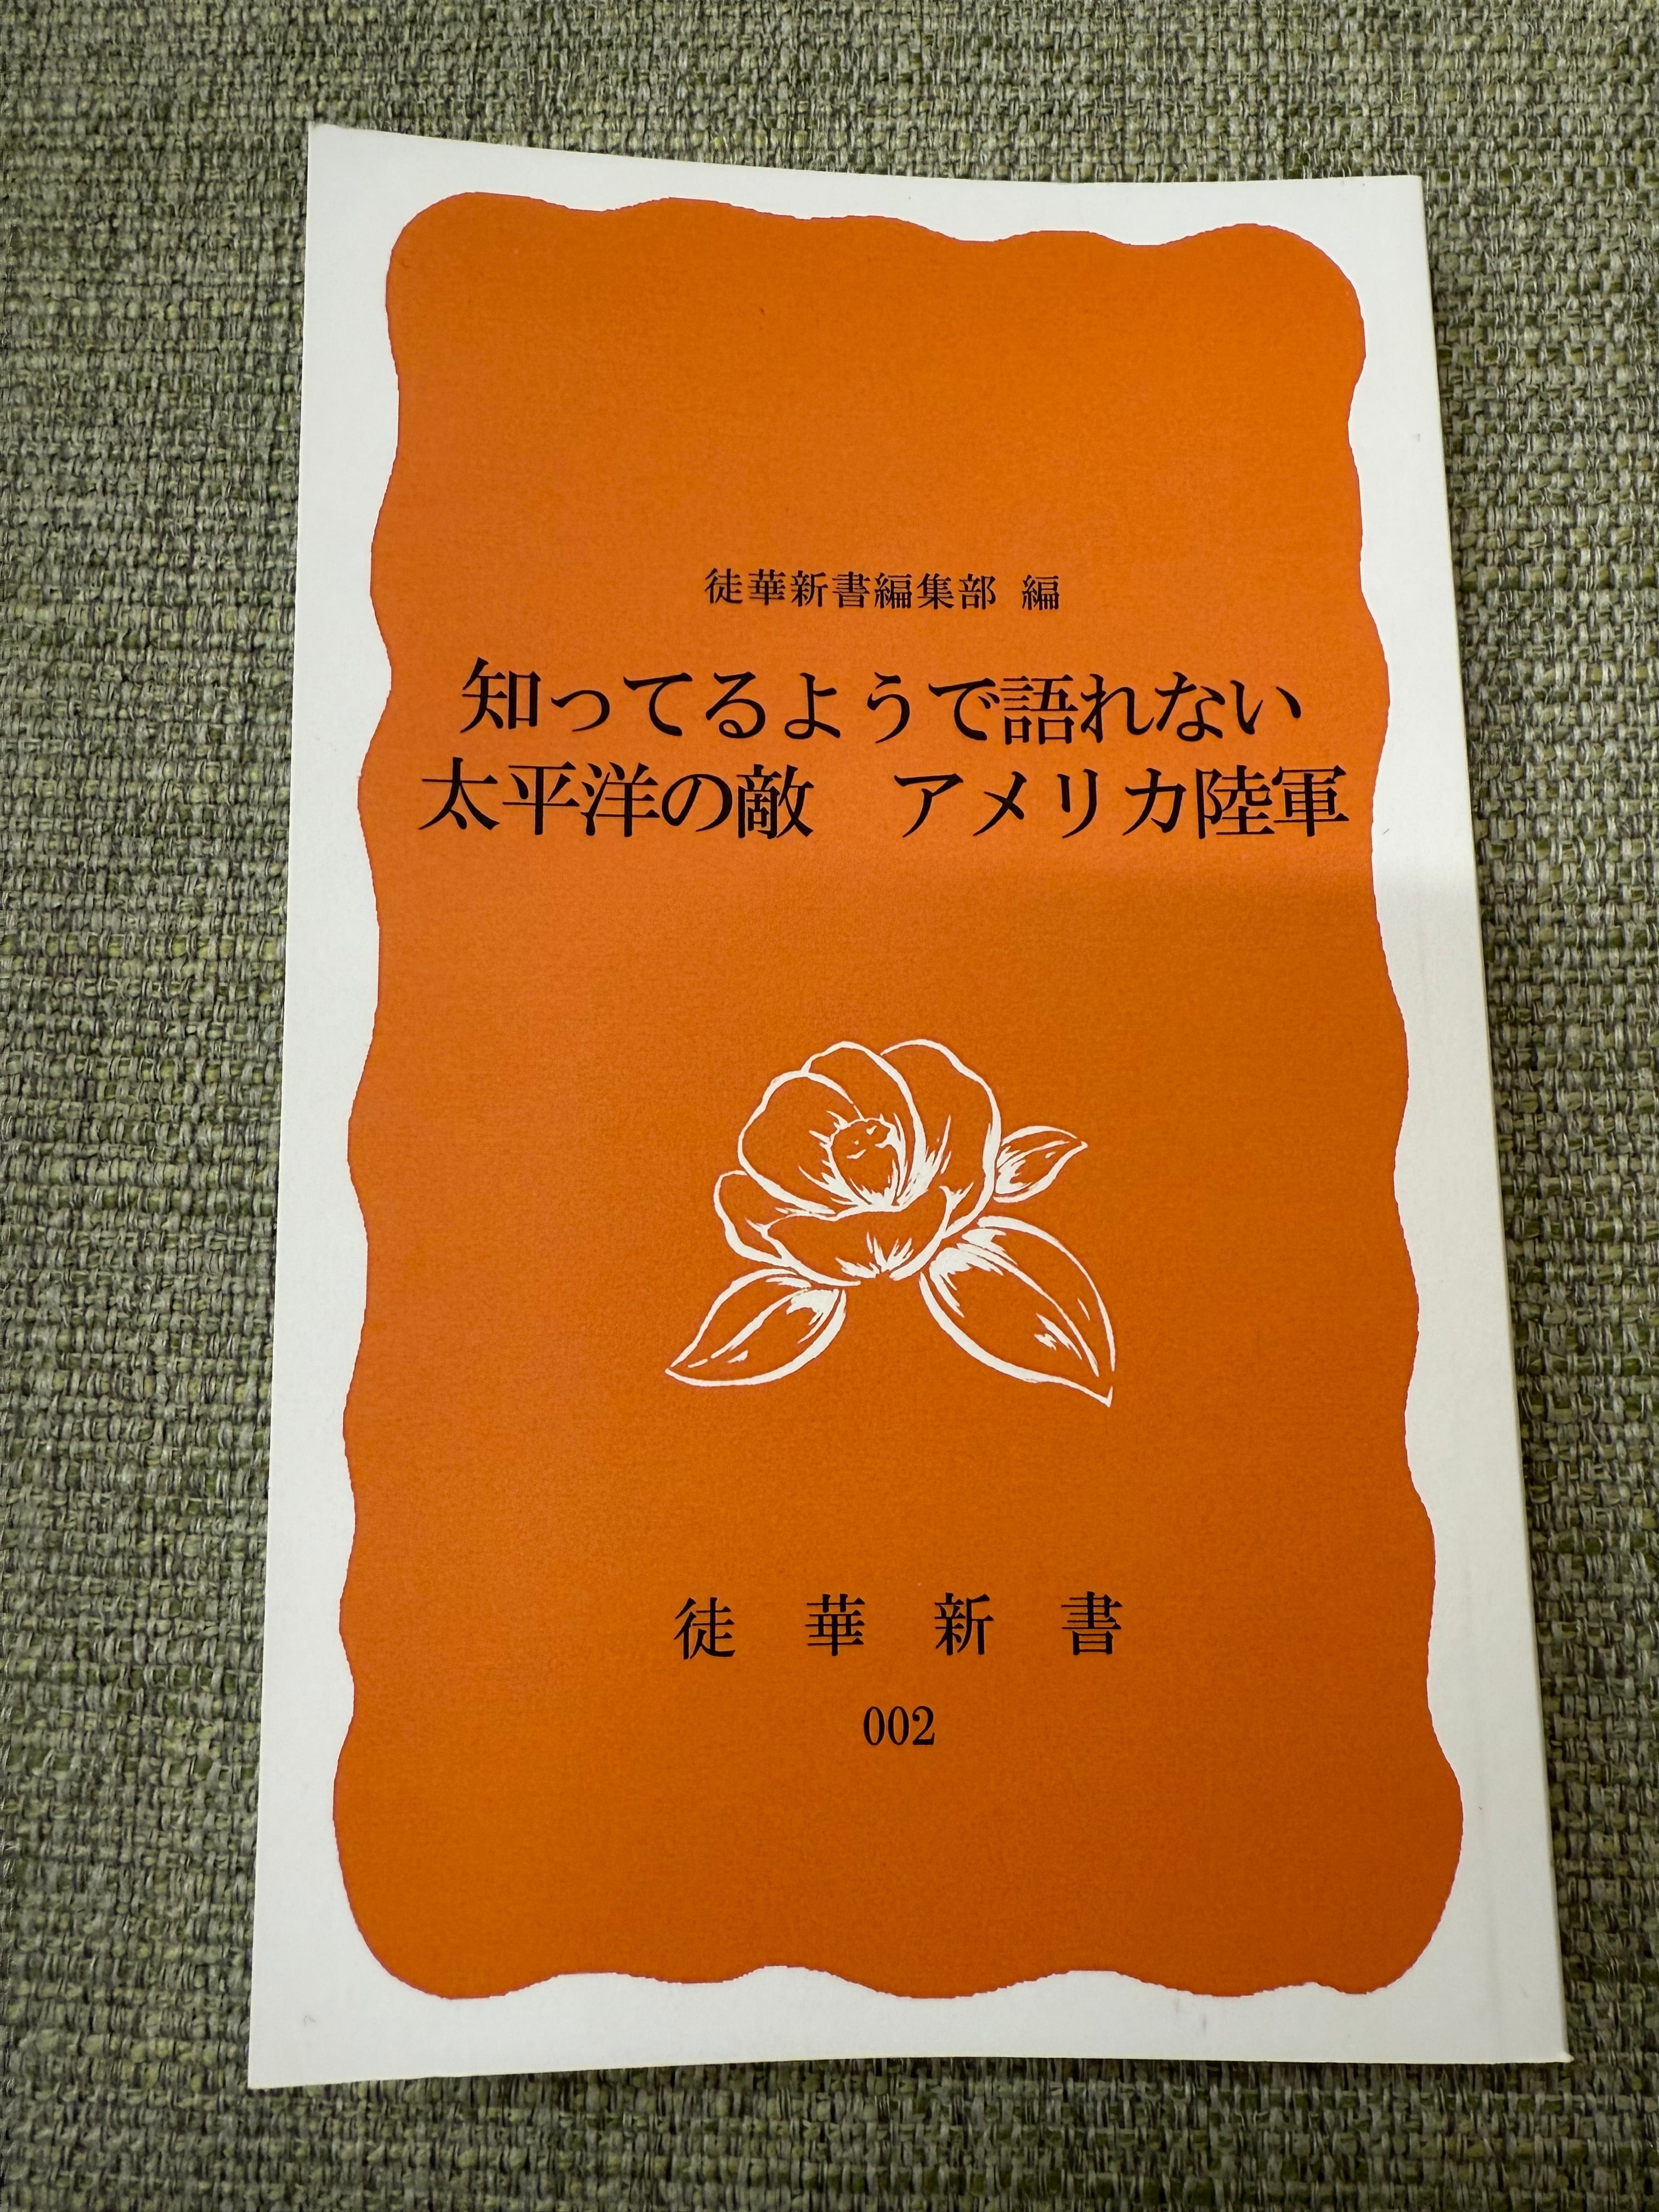 徒華新書編集部 編
知ってるようで語れない
太平洋の敵　アメリカ陸軍
徒華新書
002